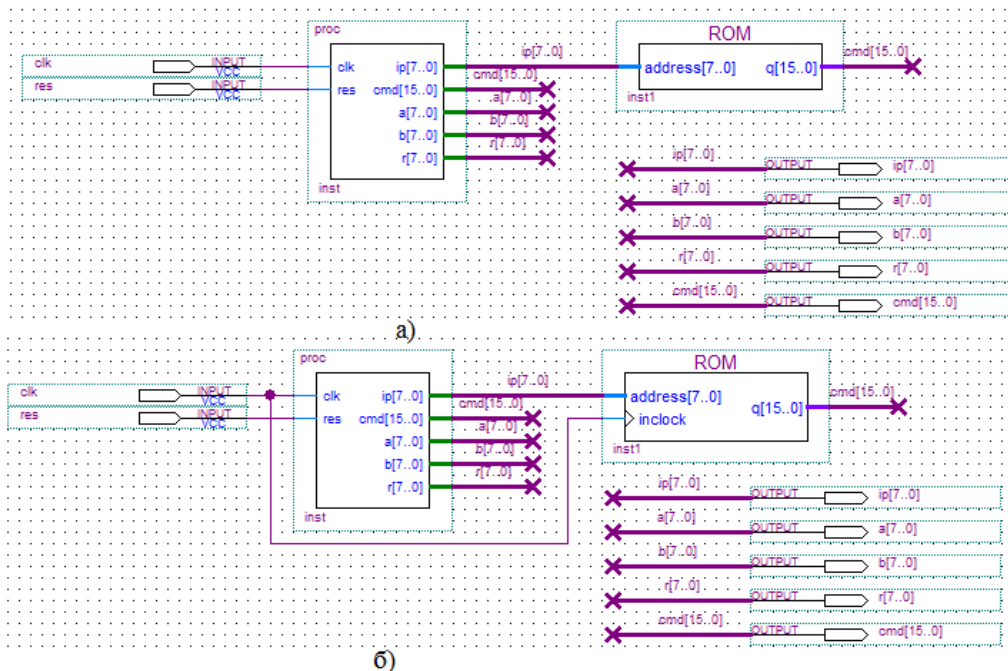 proc
ROM
clk INPUT VCC
res INPUT VCC
clk ip[7..0]
res cmd[15..0]
a[7..0]
b[7..0]
r[7..0]
inst
ip[7..0]
cmd[15..0]
a[7..0]
b[7..0]
r[7..0]
address[7..0] q[15..0]
inst1
cmd[15..0]
ip[7..0] OUTPUT ip[7..0]
a[7..0] OUTPUT a[7..0]
b[7..0] OUTPUT b[7..0]
r[7..0] OUTPUT r[7..0]
cmd[15..0] OUTPUT cmd[15..0]
а)
proc
ROM
clk INPUT VCC
res INPUT VCC
clk ip[7..0]
res cmd[15..0]
a[7..0]
b[7..0]
r[7..0]
inst
ip[7..0]
cmd[15..0]
a[7..0]
b[7..0]
r[7..0]
address[7..0] q[15..0]
inclock
inst1
cmd[15..0]
ip[7..0] OUTPUT ip[7..0]
a[7..0] OUTPUT a[7..0]
b[7..0] OUTPUT b[7..0]
r[7..0] OUTPUT r[7..0]
cmd[15..0] OUTPUT cmd[15..0]
б)